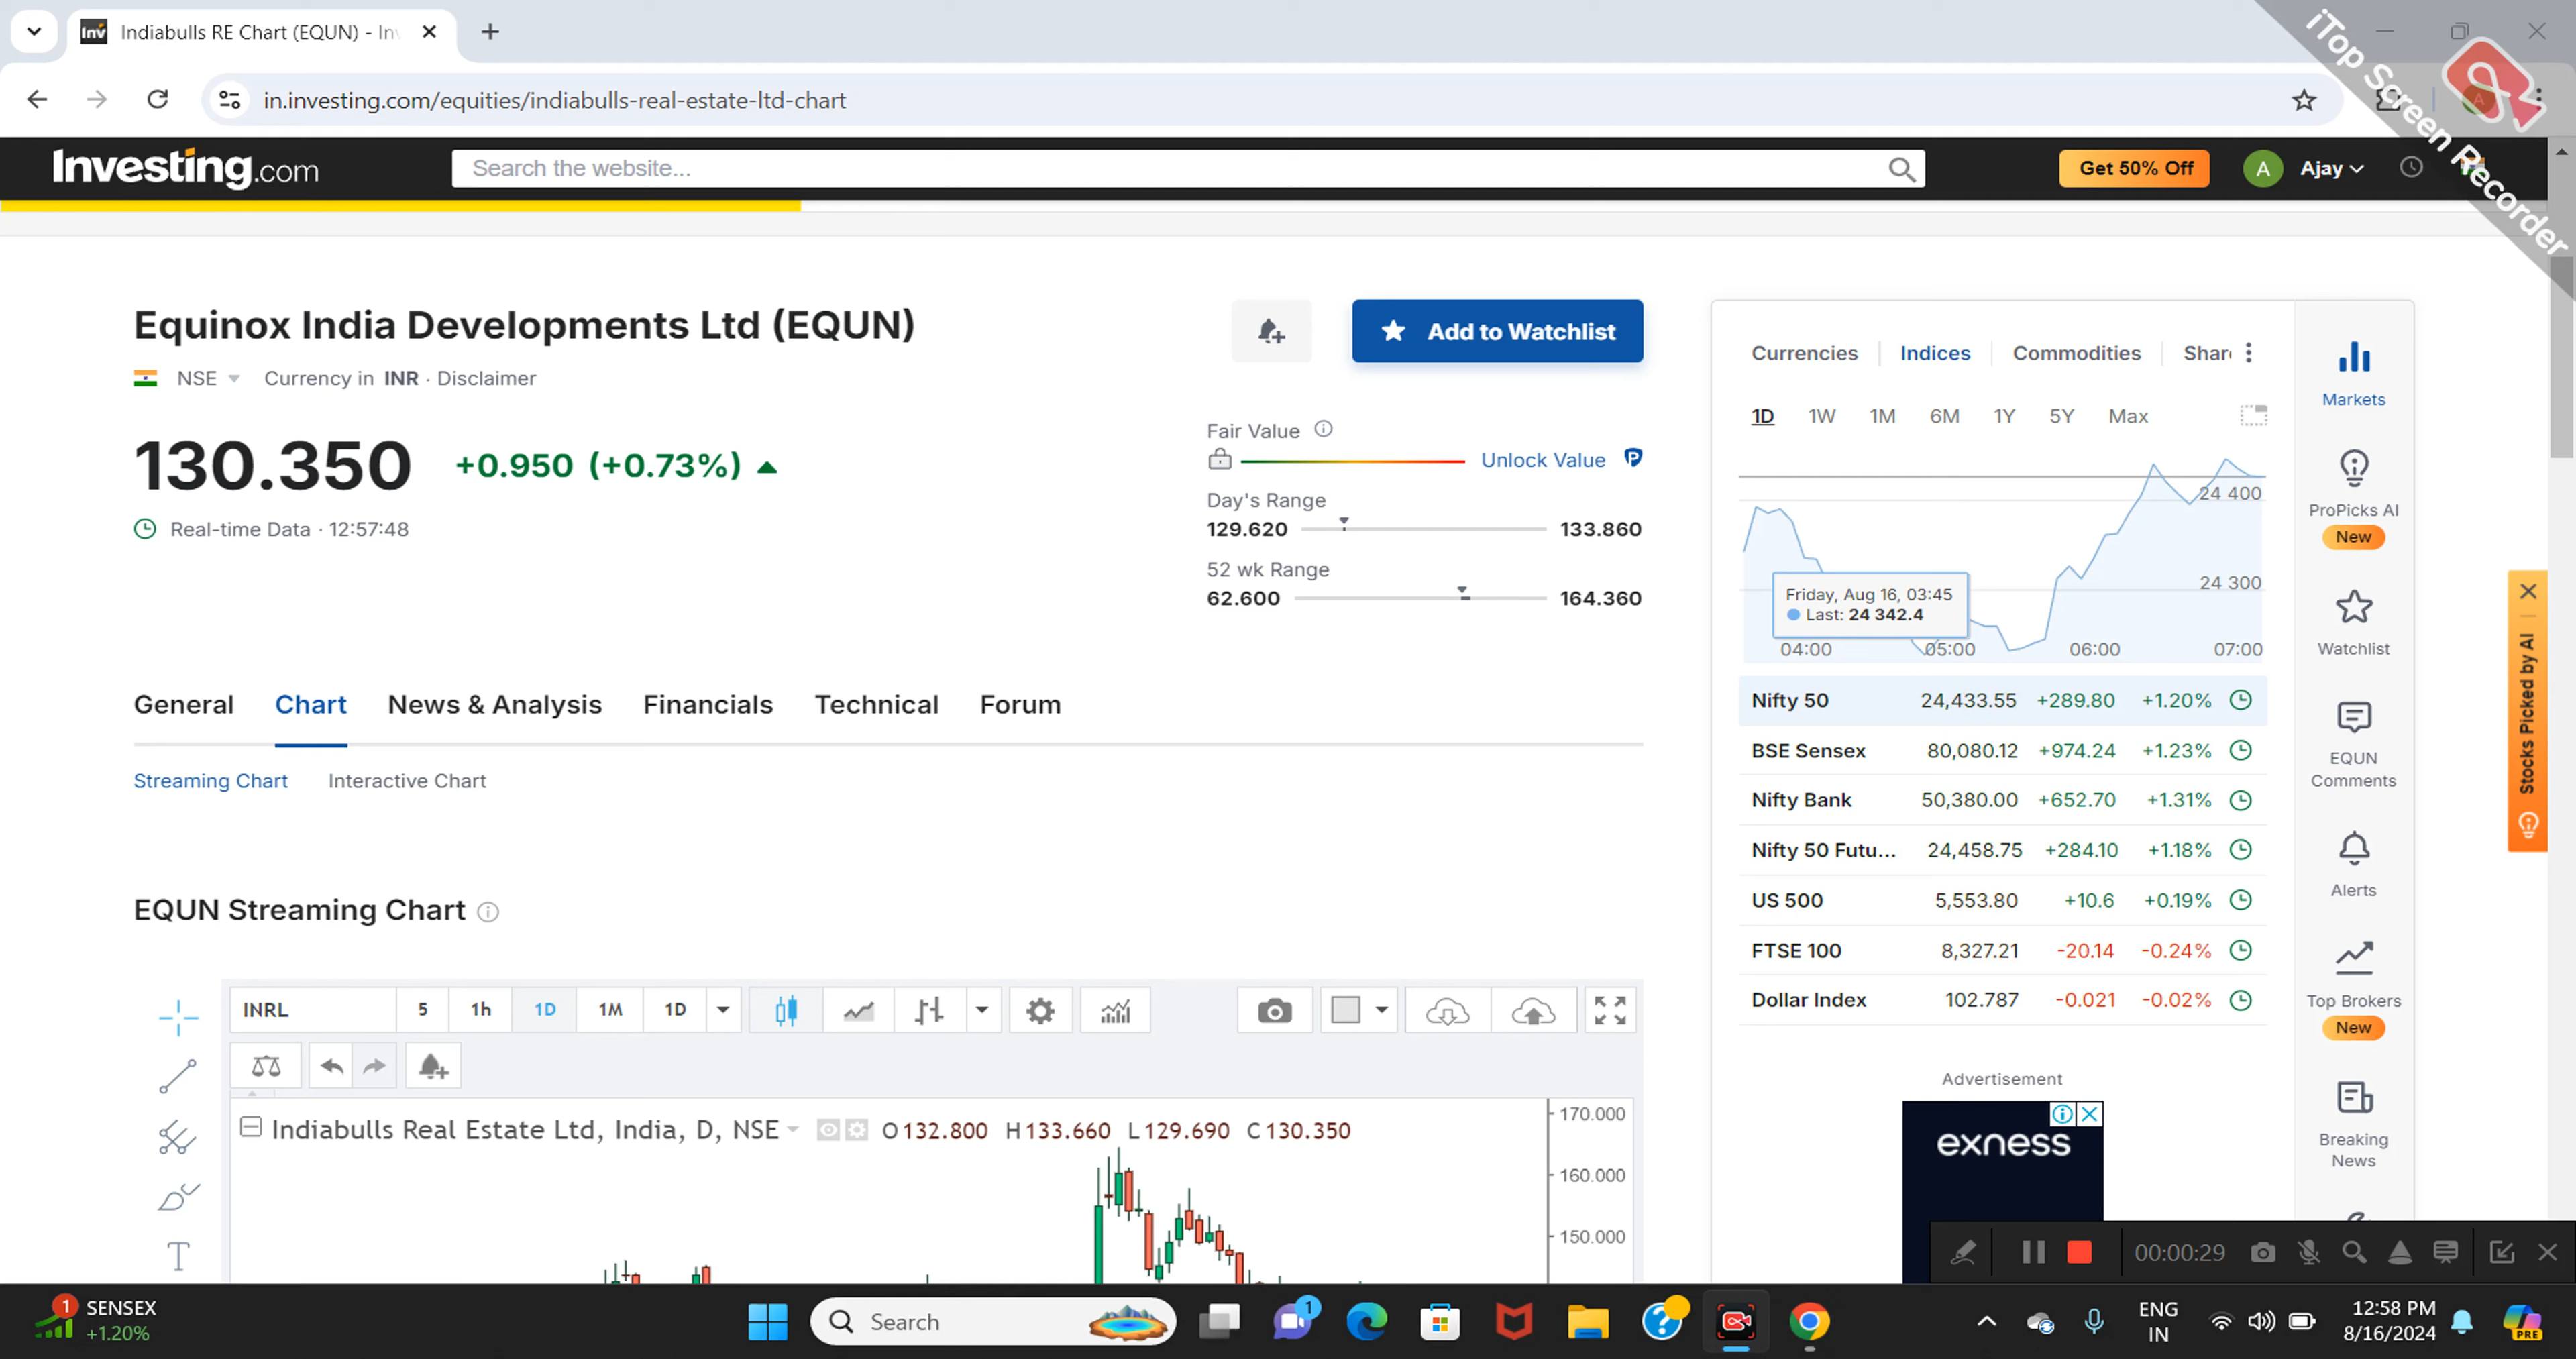 Indiabulls RE Chart (EQUN) - Inv
in.investing.com/equities/indiabulls-real-estate-ltd-chart
iTop Screen Recorder
Investing.com
Search the website...
Get 50% Off
A
Ajay
Equinox India Developments Ltd (EQUN)
NSE
Currency in INR · Disclaimer
130.350
+0.950 (+0.73%)
Real-time Data · 12:57:48
Add to Watchlist
Fair Value
Unlock Value
Day's Range
129.620
133.860
52 wk Range
62.600
164.360
General
Chart
News & Analysis
Financials
Technical
Forum
Streaming Chart
Interactive Chart
EQUN Streaming Chart
INRL
5
1h
1D
1M
1D
Indiabulls Real Estate Ltd, India, D, NSE
O 132.800 H 133.660 L 129.690 C 130.350
170.000
160.000
150.000
T
Currencies
Indices
Commodities
Shar
1D
1W
1M
6M
1Y
5Y
Max
24 400
24 300
Friday, Aug 16, 03:45
Last: 24 342.4
04:00
05:00
06:00
07:00
Nifty 50 24,433.55 +289.80 +1.20%
BSE Sensex 80,080.12 +974.24 +1.23%
Nifty Bank 50,380.00 +652.70 +1.31%
Nifty 50 Futu... 24,458.75 +284.10 +1.18%
US 500 5,553.80 +10.6 +0.19%
FTSE 100 8,327.21 -20.14 -0.24%
Dollar Index 102.787 -0.021 -0.02%
Advertisement
exness
Markets
ProPicks AI
New
Watchlist
EQUN
Comments
Alerts
Top Brokers
New
Breaking
News
Stocks Picked by AI
00:00:29
1
SENSEX
+1.20%
Search
1
ENG
IN
12:58 PM
8/16/2024
PRE